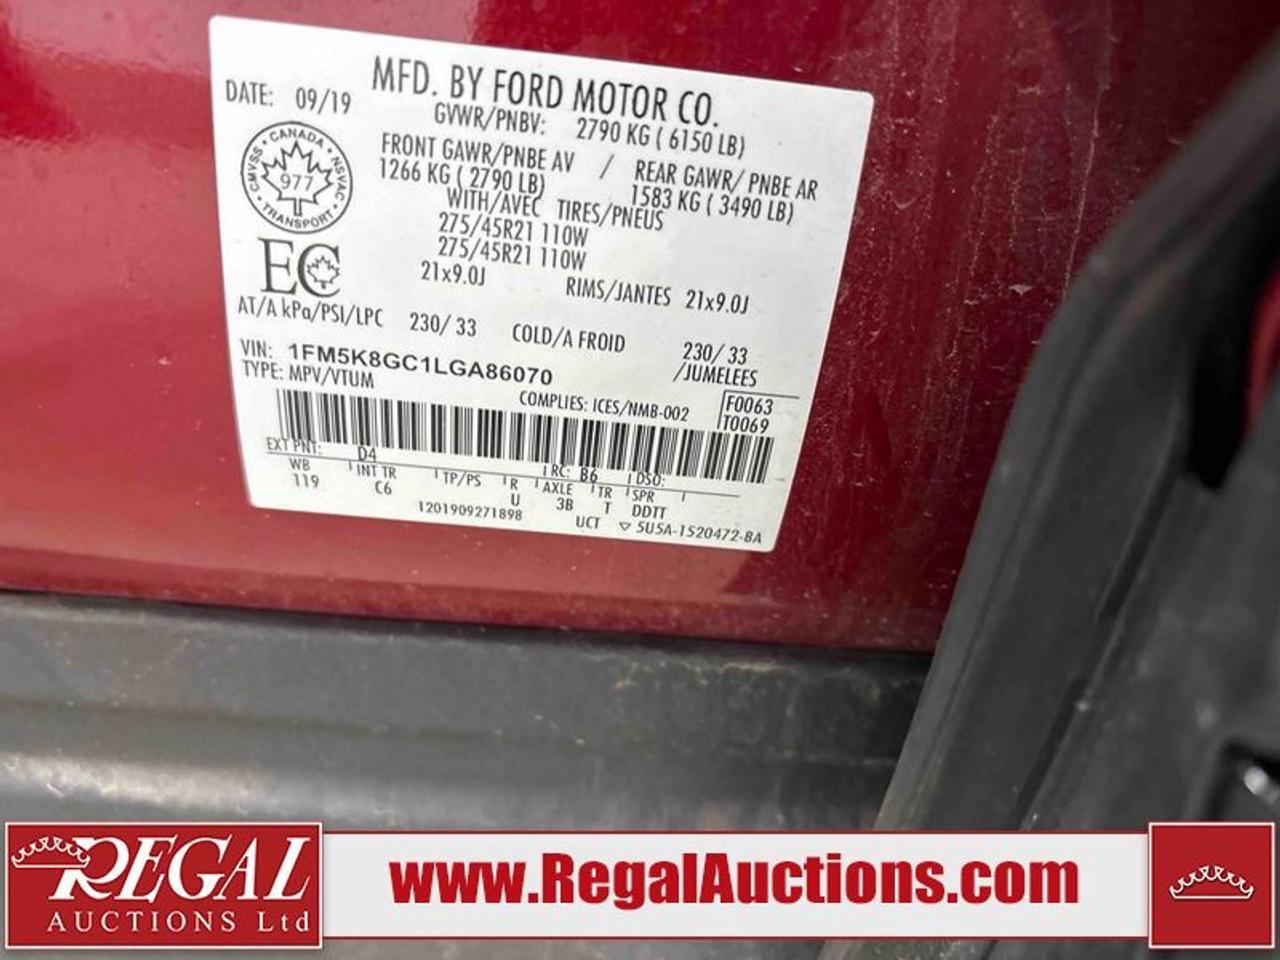 MFD. BY FORD MOTOR CO.
DATE: 09/19
GVWR/PNBV: 2790 KG ( 6150 LB)
FRONT GAWR/PNBE AV / REAR GAWR/ PNBE AR
1266 KG ( 2790 LB) 1583 KG ( 3490 LB)
WITH/AVEC TIRES/PNEUS
275/45R21 110W
275/45R21 110W
21x9.0J RIMS/JANTES 21x9.0J
CANADA
CMVSS NSVAC
977
TRANSPORT
EC
AT/A kPa/PSI/LPC 230/ 33 COLD/A FROID 230/ 33
VIN: 1FM5K8GC1LGA86070 /JUMELEES
TYPE: MPV/VTUM
COMPLIES: ICES/NMB-002 F0063
T0069
EXT PNT: D4 RC: B6 DSO:
WB INT TR TP/PS R AXLE TR SPR
119 C6 U 3B T DDTT
1201909271898 UCT ▽ 5U5A-1520472-BA
REGAL
AUCTIONS Ltd
www.RegalAuctions.com